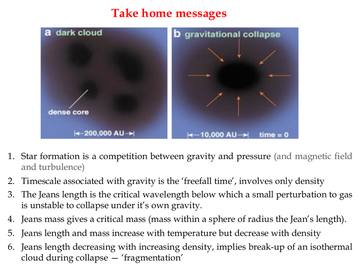 Take home messages
a dark cloud
dense core
200,000 AU
b gravitational collapse
10,000 AU
time = 0
1. Star formation is a competition between gravity and pressure (and magnetic field
and turbulence)
2. Timescale associated with gravity is the 'freefall time', involves only density
3. The Jeans length is the critical wavelength below which a small perturbation to gas
is unstable to collapse under it's own gravity.
4. Jeans mass gives a critical mass (mass within a sphere of radius the Jean's length).
5. Jeans length and mass increase with temperature but decrease with density
6. Jeans length decreasing with increasing density, implies break-up of an isothermal
cloud during collapse — 'fragmentation'